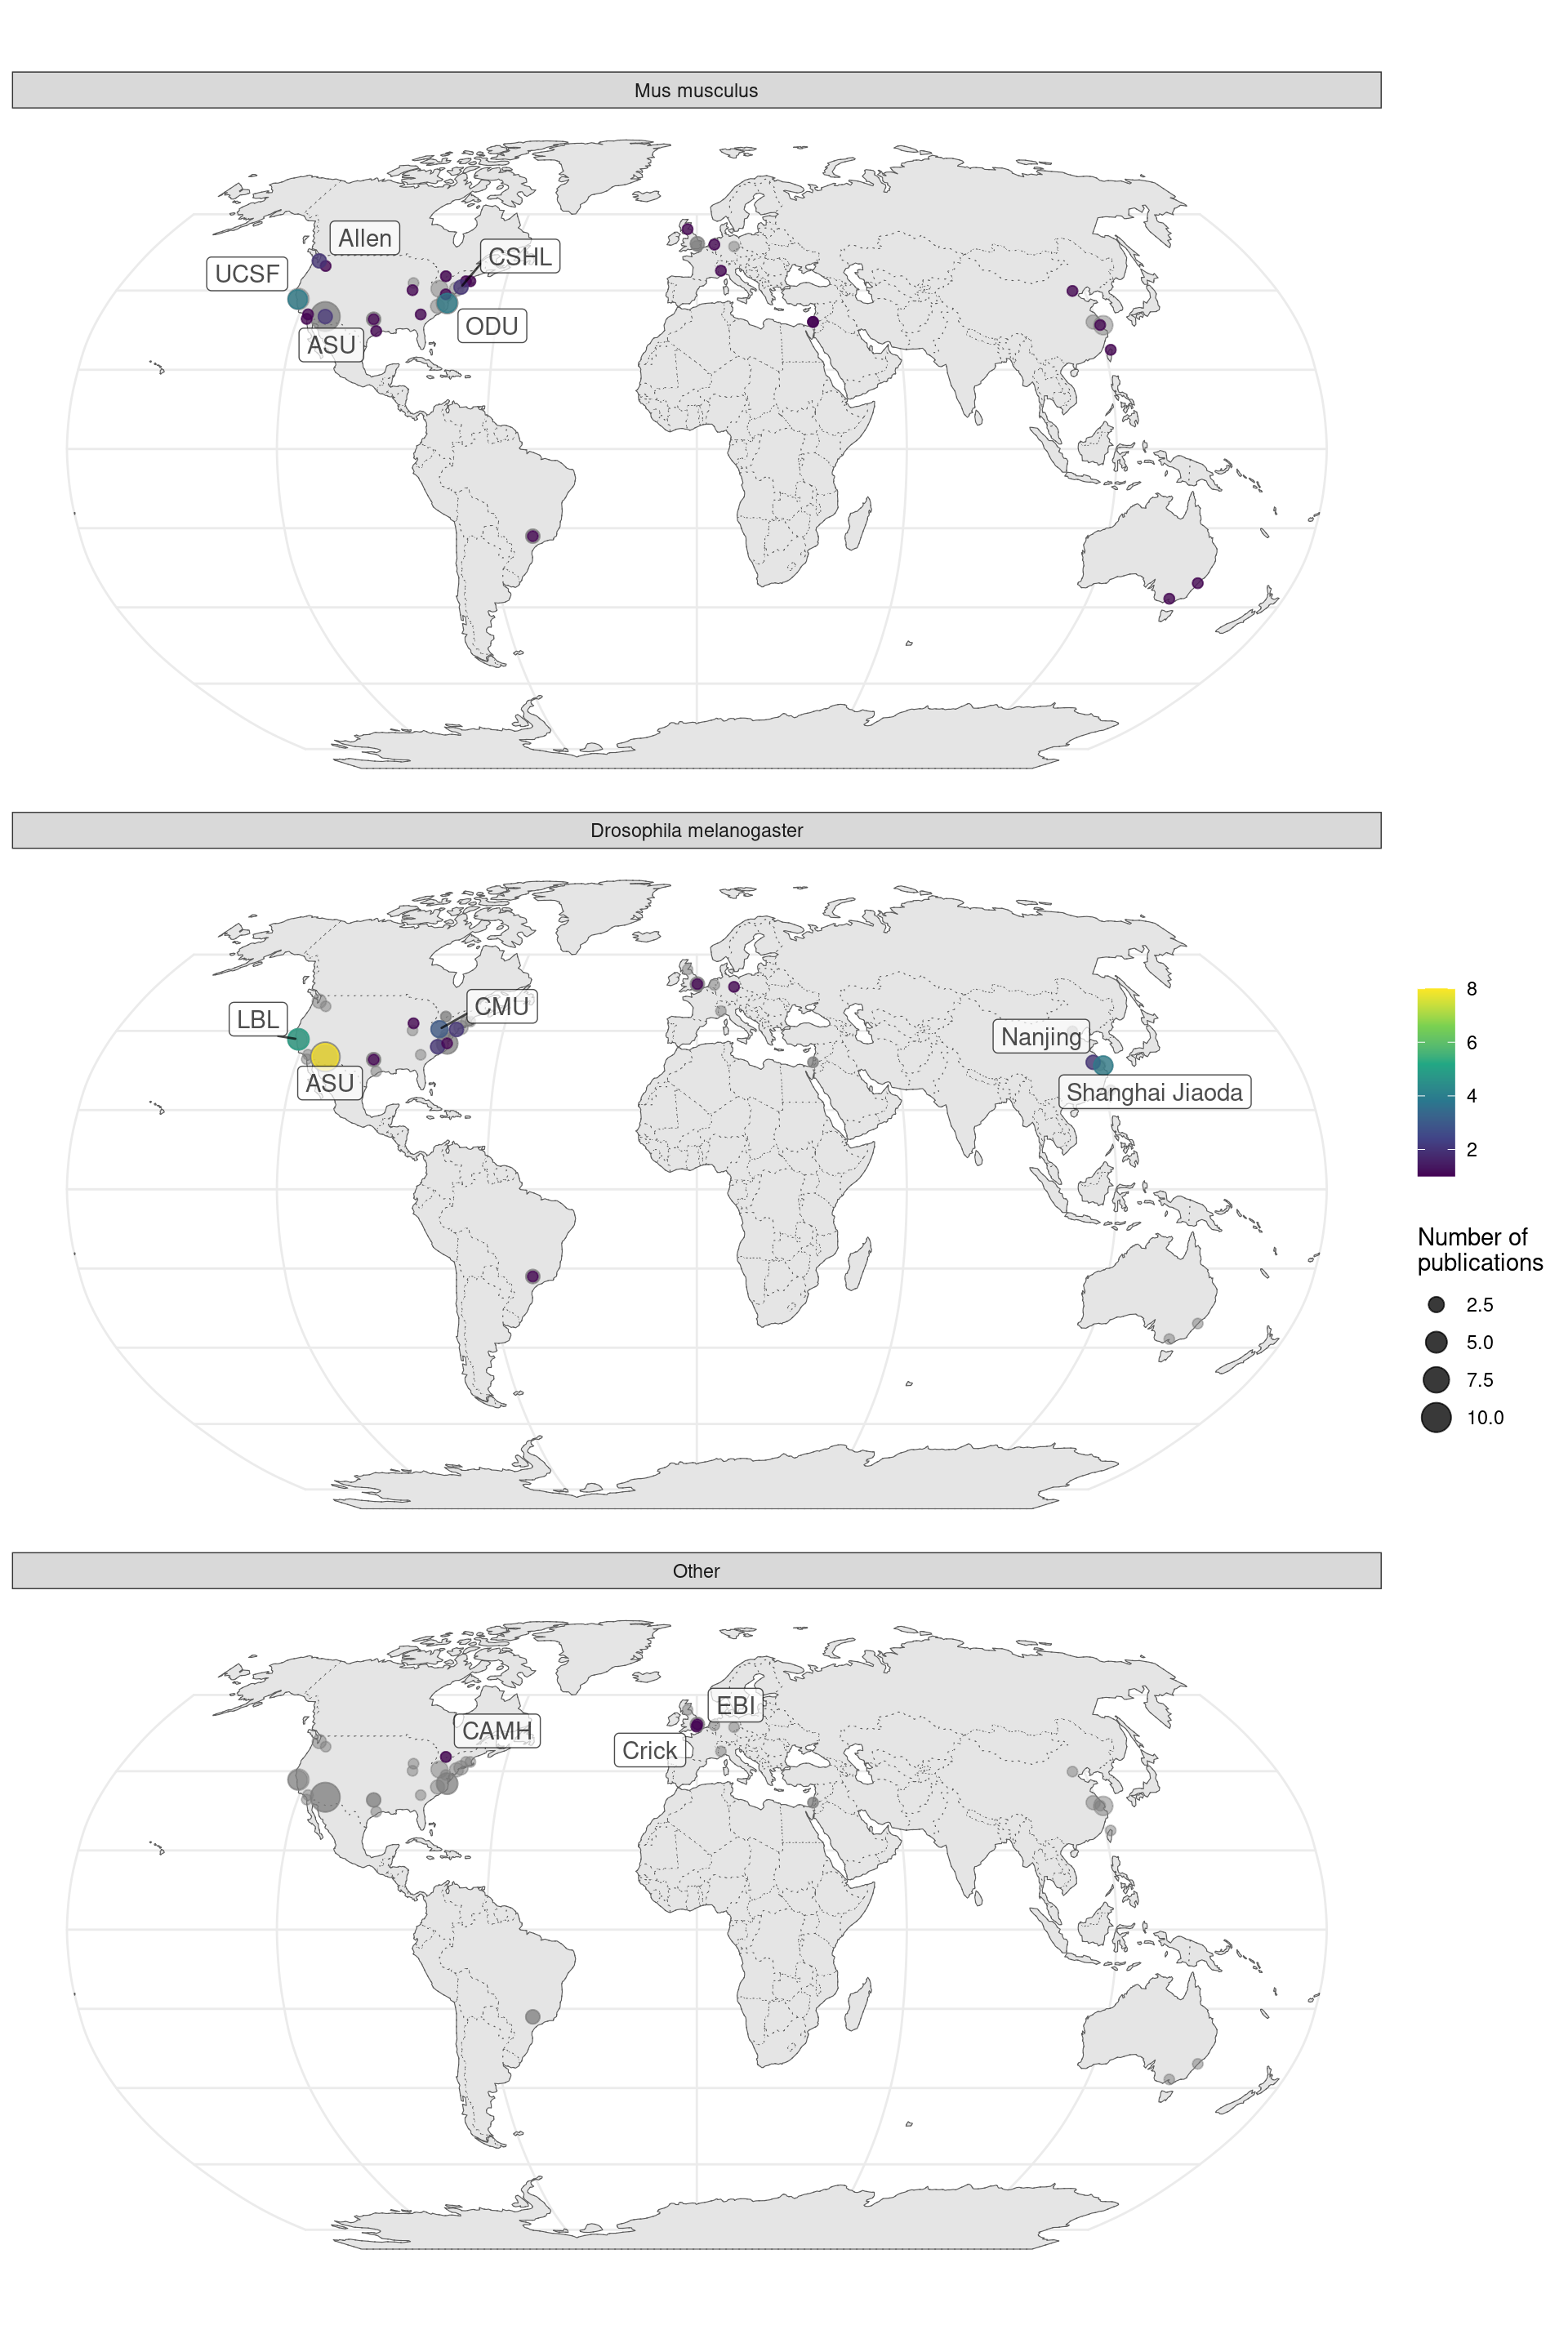 Mus musculus
Allen
CSHL
UCSF
ODU
ASU
Drosophila melanogaster
CMU
LBL
Nanjing
ASU
Shanghai Jiaoda
8
6
4
2
Number of
publications
2.5
5.0
7.5
10.0
Other
EBI
CAMH
Crick